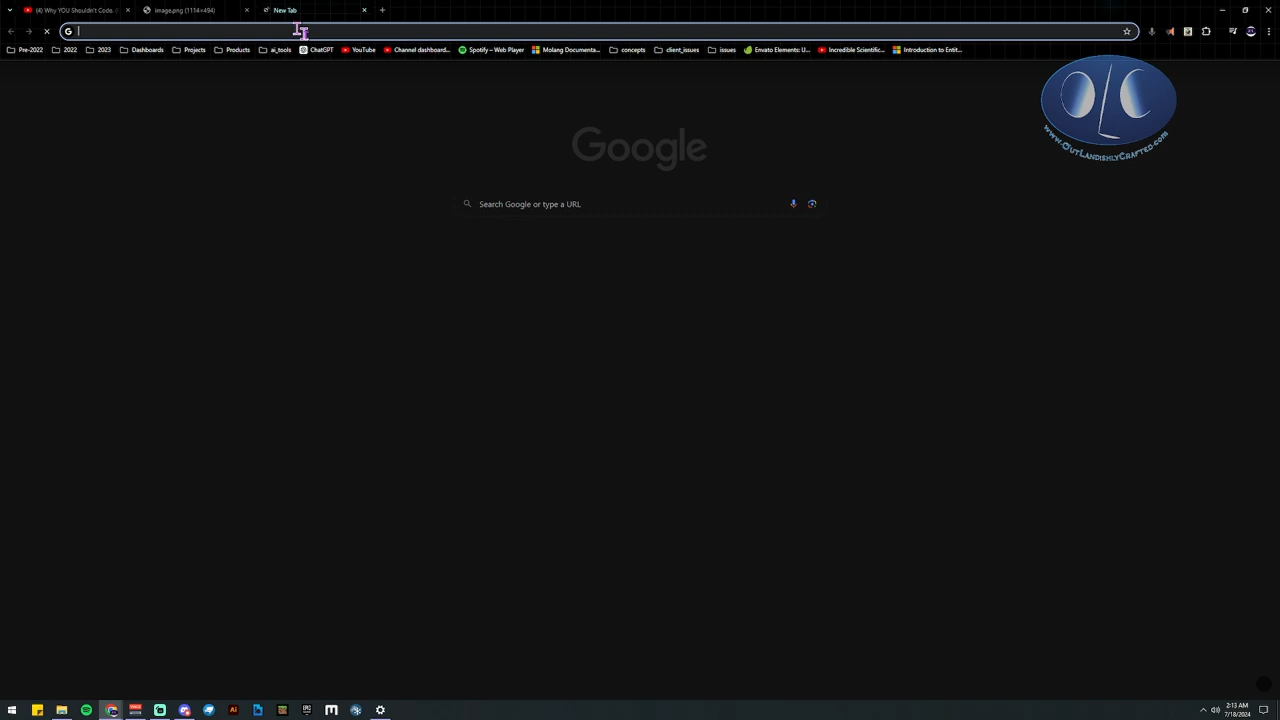 (4) Why YOU Shouldn't Code. (
image.png (1114×494)
New Tab
Pre-2022
2022
2023
Dashboards
Projects
Products
ai_tools
ChatGPT
YouTube
Channel dashboard...
Spotify – Web Player
Molang Documenta...
concepts
client_issues
issues
Envato Elements: U...
Incredible Scientific...
Introduction to Entit...
OLC
www.OutLandishlyCrafted.com
Google
Search Google or type a URL
2:13 AM
7/18/2024